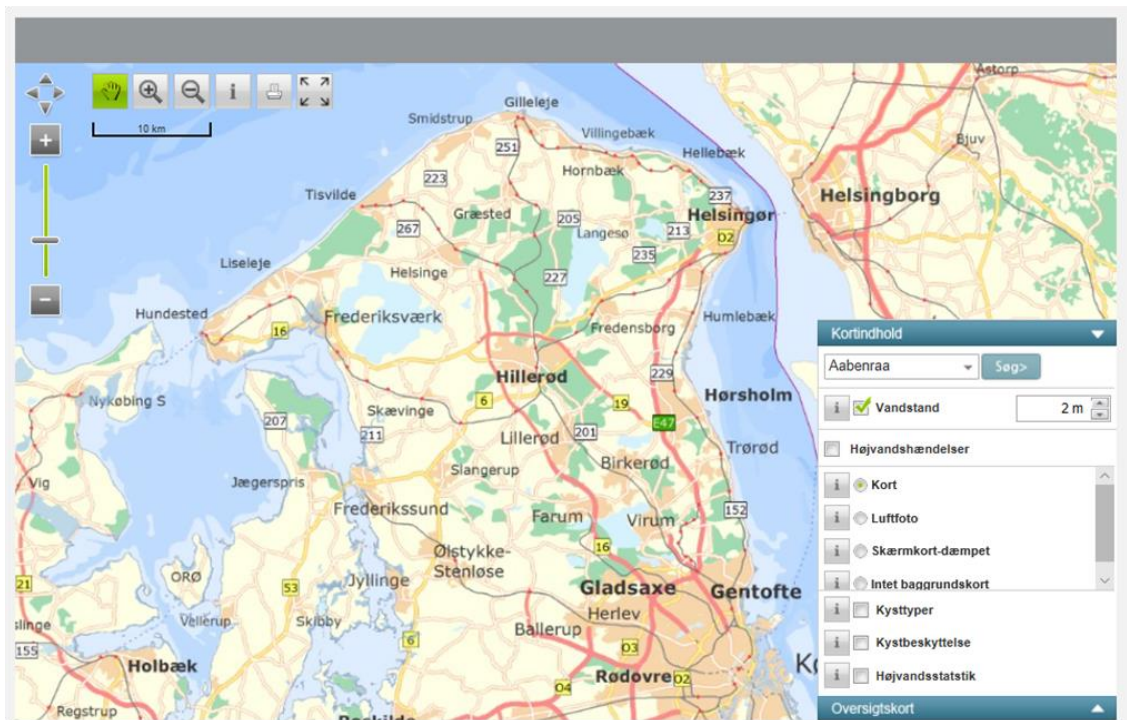 10 km
Gilleleje
Smidstrup
Villingebæk
251
Hellebæk
Hornbæk
223
Tisvilde
237
Helsingør
Græsted
205
267
Langesø
213
O2
235
Liseleje
Helsinge
227
Hundested
Frederiksværk
16
Fredensborg
Humlebæk
Åstorp
Bjuv
Helsingborg
Hillerød
229
Nykøbing S
6
19
Hørsholm
Skævinge
207
211
E47
Lillerød
201
Trørød
Birkerød
Slangerup
Vig
Jægerspris
Frederikssund
Farum
Virum
152
16
Ølstykke-
Stenløse
ORØ
21
53
Jyllinge
Gladsaxe
Gentofte
Herlev
Vellerup
Skibby
Ballerup
6
O3
155
Holbæk
Rødovre
O2
O4
Regstrup
Kortindhold
Aabenraa
Søg>
i
Vandstand
2 m
Højvandshændelser
i
Kort
i
Luftfoto
i
Skærmkort-dæmpet
i
Intet baggrundskort
i
Kysttyper
i
Kystbeskyttelse
i
Højvandsstatstik
Oversigtskort